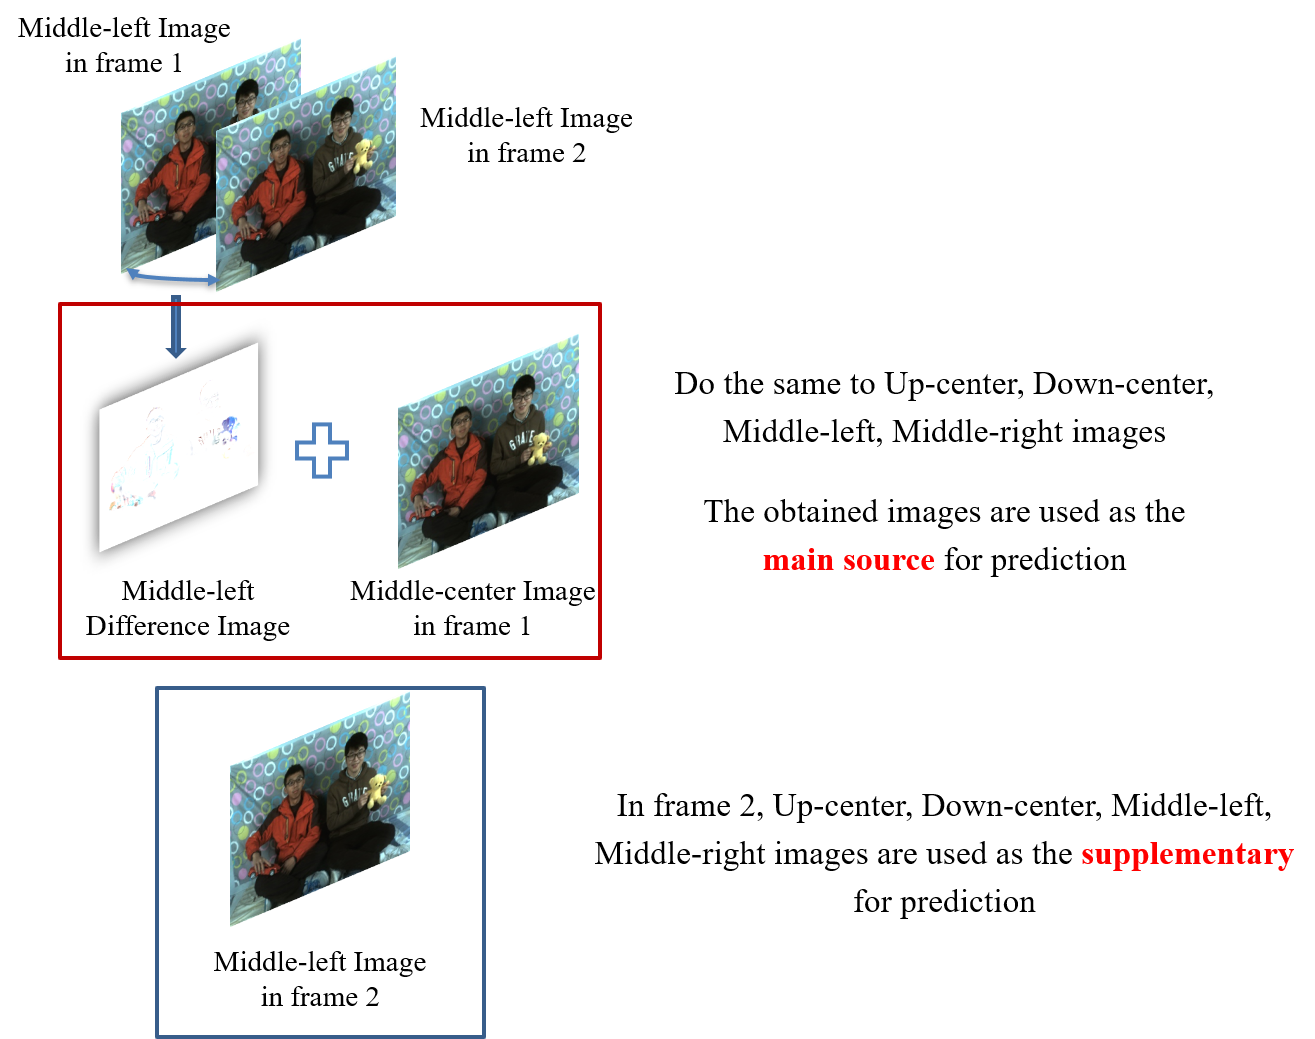 Middle-left Image
in frame 1
Middle-left Image
in frame 2
Do the same to Up-center, Down-center,
Middle-left, Middle-right images
The obtained images are used as the
main source for prediction
Middle-left
Difference Image
Middle-center Image
in frame 1
In frame 2, Up-center, Down-center, Middle-left,
Middle-right images are used as the supplementary
for prediction
Middle-left Image
in frame 2